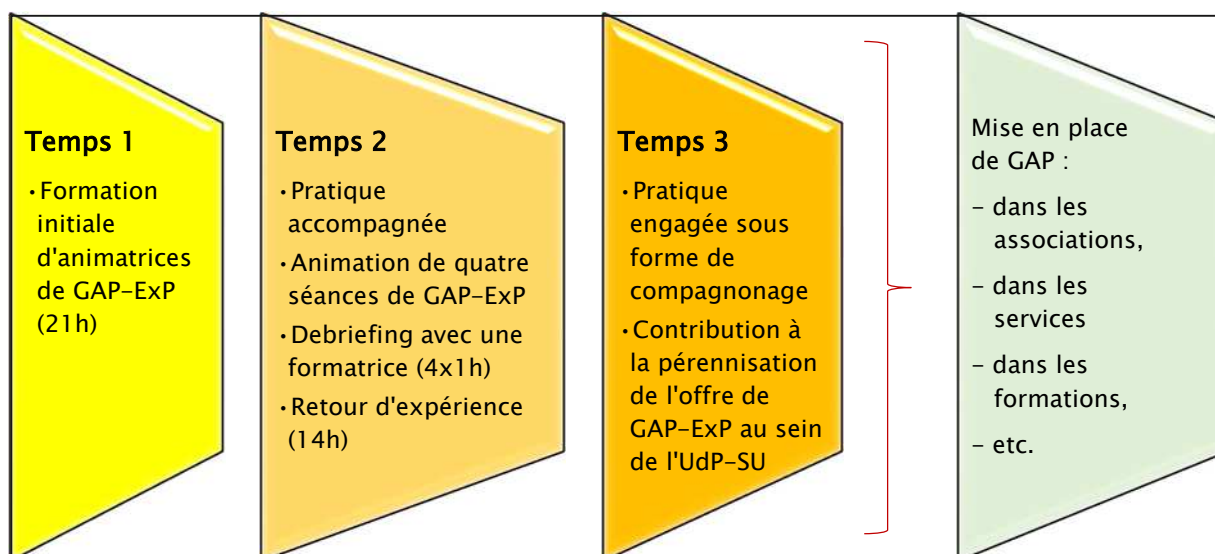 Temps 1
·Formation
initiale
d'animatrices
de GAP-ExP
(21h)
Temps 2
·Pratique
accompagnée
·Animation de quatre
séances de GAP-ExP
·Debriefing avec une
formatrice (4x1h)
·Retour d'expérience
(14h)
Temps 3
·Pratique
engagée sous
forme de
compagnonage
·Contribution à
la pérennisation
de l'offre de
GAP-ExP au sein
de l'UdP-SU
Mise en place
de GAP :
- dans les
associations,
- dans les
services
- dans les
formations,
- etc.